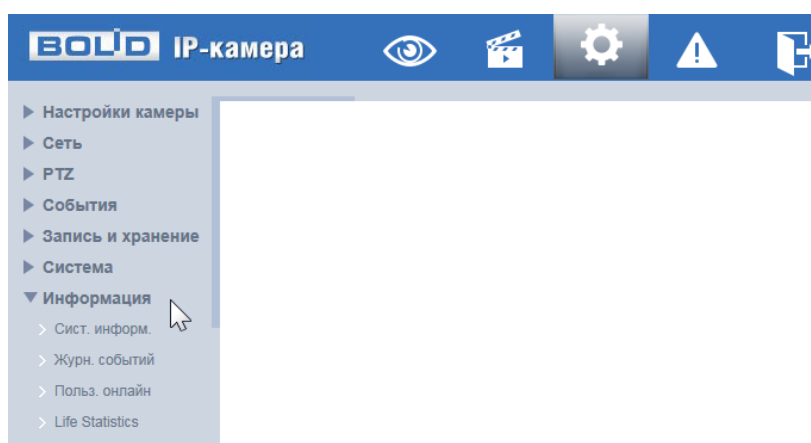 BOLID IP-камера
Настройки камеры
Сеть
PTZ
События
Запись и хранение
Система
Информация
Сист. информ.
Журн. событий
Польз. онлайн
Life Statistics